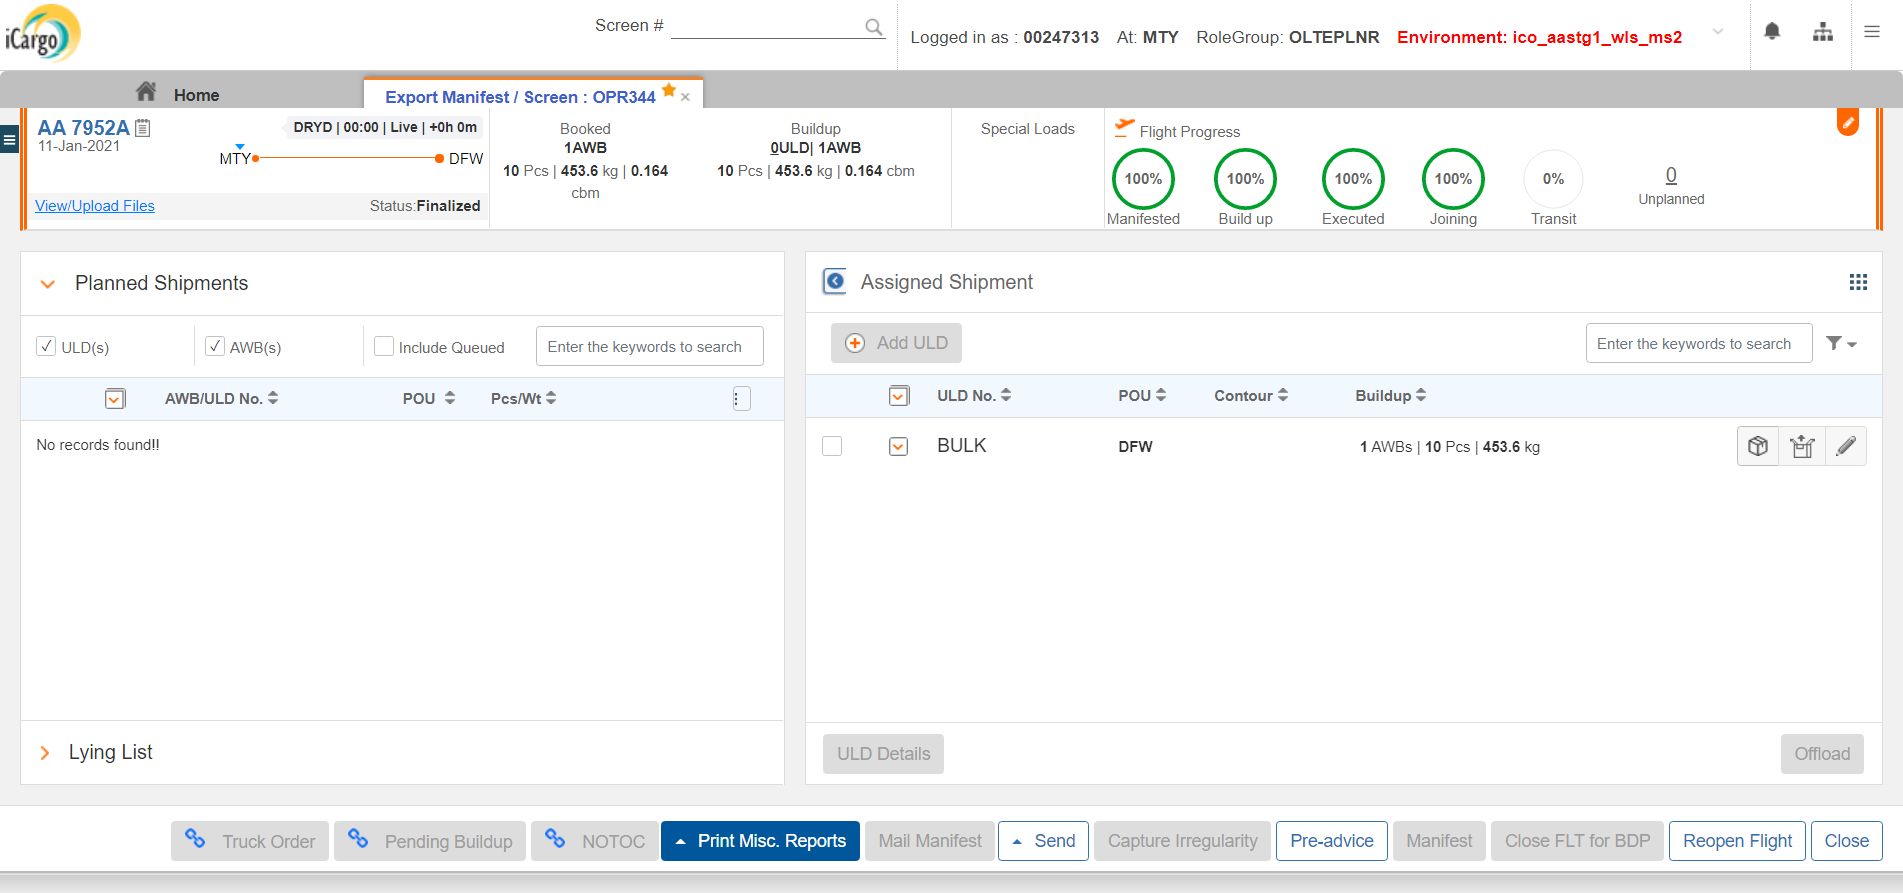 iCargo
Screen #
Logged in as : 00247313 At: MTY RoleGroup: OLTEPLNR Environment: ico_aastg1_wls_ms2
Home
Export Manifest / Screen : OPR344
AA 7952A
11-Jan-2021
DRYD | 00:00 | Live | +0h 0m
MTY DFW
View/Upload Files
Status:Finalized
Booked
1AWB
10 Pcs | 453.6 kg | 0.164
cbm
Buildup
0ULD| 1AWB
10 Pcs | 453.6 kg | 0.164 cbm
Special Loads
Flight Progress
100% 100% 100% 100% 0% 0
Manifested Build up Executed Joining Transit Unplanned
Planned Shipments
ULD(s) AWB(s) Include Queued Enter the keywords to search
AWB/ULD No. POU Pcs/Wt
No records found!!
Lying List
Assigned Shipment
Add ULD Enter the keywords to search
ULD No. POU Contour Buildup
BULK DFW 1 AWBs | 10 Pcs | 453.6 kg
ULD Details Offload
Truck Order Pending Buildup NOTOC Print Misc. Reports Mail Manifest Send Capture Irregularity Pre-advice Manifest Close FLT for BDP Reopen Flight Close